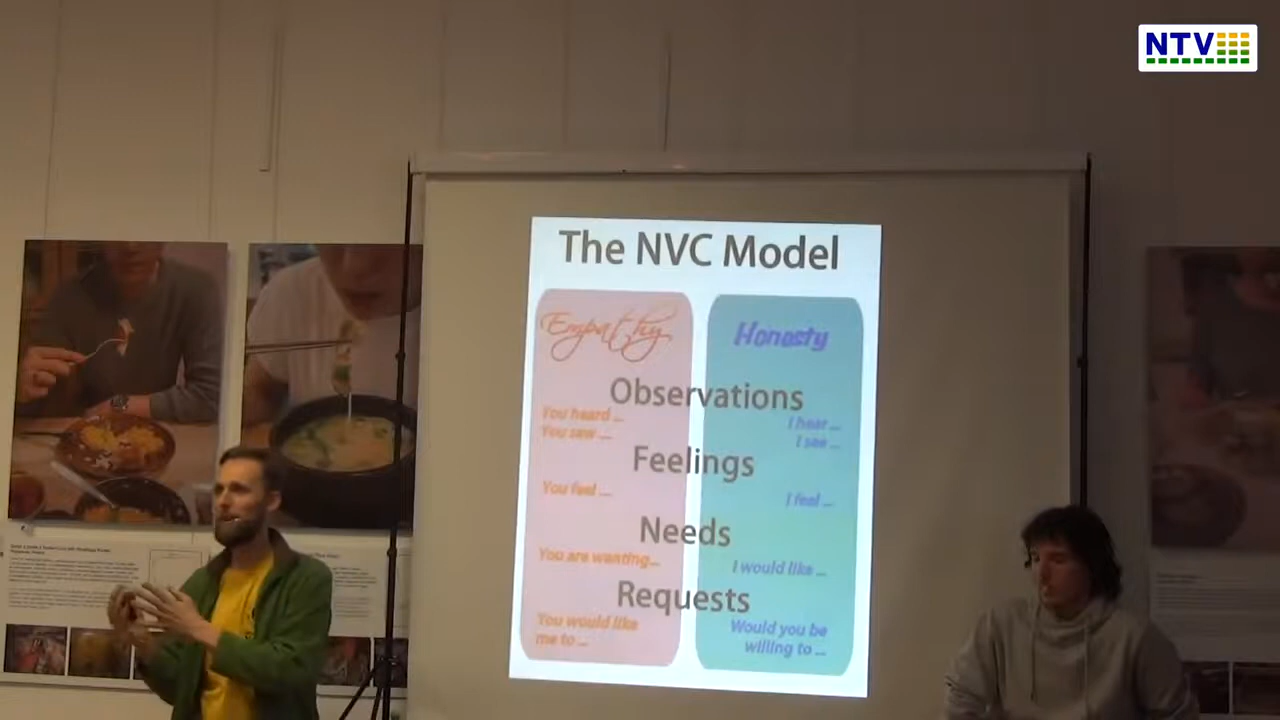 NTV
The NVC Model
Empathy
Honesty
Observations
You heard ...
You saw ...
I hear ...
I see ...
Feelings
You feel ...
I feel ...
Needs
You are wanting...
I would like ...
Requests
You would like
me to ...
Would you be
willing to ...